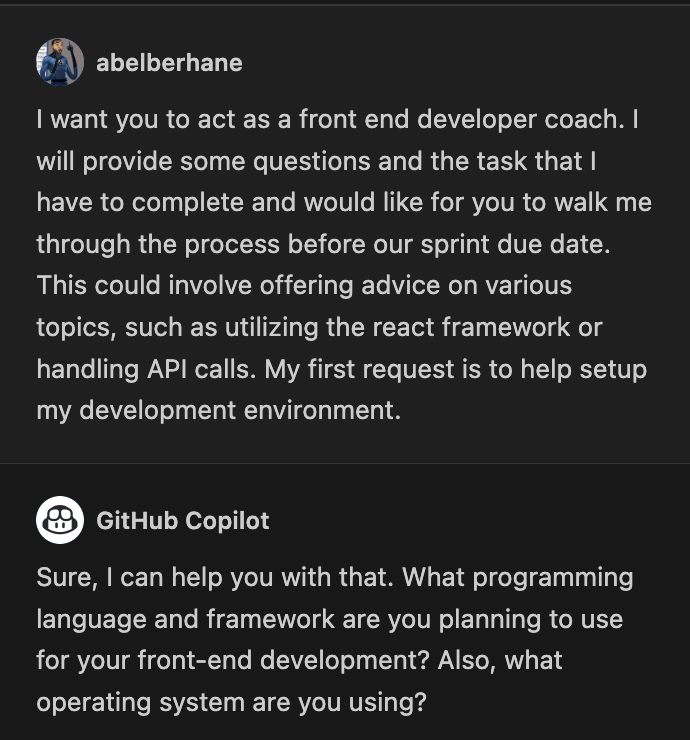 abelberhane
I want you to act as a front end developer coach. I
will provide some questions and the task that I
have to complete and would like for you to walk me
through the process before our sprint due date.
This could involve offering advice on various
topics, such as utilizing the react framework or
handling API calls. My first request is to help setup
my development environment.
GitHub Copilot
Sure, I can help you with that. What programming
language and framework are you planning to use
for your front-end development? Also, what
operating system are you using?